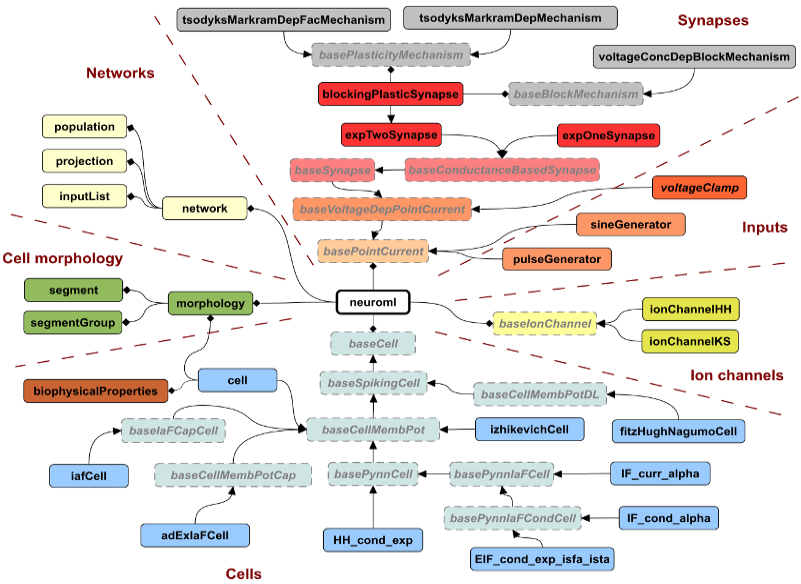 tsodyksMarkramDepFacMechanism
tsodyksMarkramDepMechanism
Synapses
basePlasticityMechanism
voltageConcDepBlockMechanism
Networks
blockingPlasticSynapse
baseBlockMechanism
population
expTwoSynapse
expOneSynapse
projection
baseSynapse
baseConductanceBasedSynapse
inputList
voltageClamp
network
baseVoltageDepPointCurrent
sineGenerator
Inputs
basePointCurrent
pulseGenerator
Cell morphology
segment
morphology
neuroml
ionChannelHH
segmentGroup
baseIonChannel
ionChannelKS
baseCell
Ion channels
biophysicalProperties
cell
baseSpikingCell
baseCellMembPotDL
baseIaFCapCell
baseCellMembPot
izhikevichCell
fitzHughNagumoCell
iafCell
baseCellMembPotCap
basePynnCell
basePynnIaFCell
IF_curr_alpha
basePynnIaFCondCell
IF_cond_alpha
adExIaFCell
HH_cond_exp
EIF_cond_exp_isfa_ista
Cells